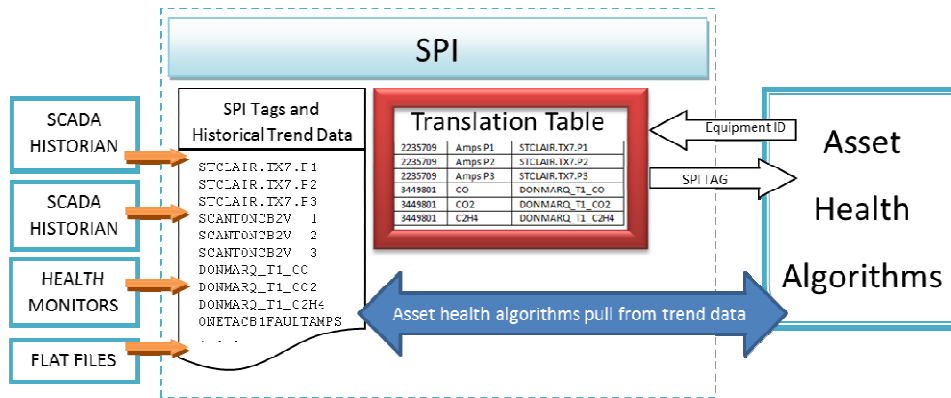 SPI
SCADA
HISTORIAN
SCADA
HISTORIAN
HEALTH
MONITORS
FLAT FILES
SPI Tags and
Historical Trend Data
STCLAIR.TX7.P1
STCLAIR.TX7.P2
STCLAIR.TX7.P3
SCANTONCB2V 1
SCANTONCB2V 2
SCANTONCB2V 3
DONMARQ_T1_CO
DONMARQ_T1_CO2
DONMARQ_T1_C2H4
ONETACB1FAULTAMPS
. . . .
Translation Table
2235709 Amps P1 STCLAIR.TX7.P1
2235709 Amps P2 STCLAIR.TX7.P2
2235709 Amps P3 STCLAIR.TX7.P3
3449801 CO DONMARQ_T1_CO
3449801 CO2 DONMARQ_T1_CO2
3449801 C2H4 DONMARQ_T1_C2H4
Equipment ID
SPI TAG
Asset health algorithms pull from trend data
Asset
Health
Algorithms